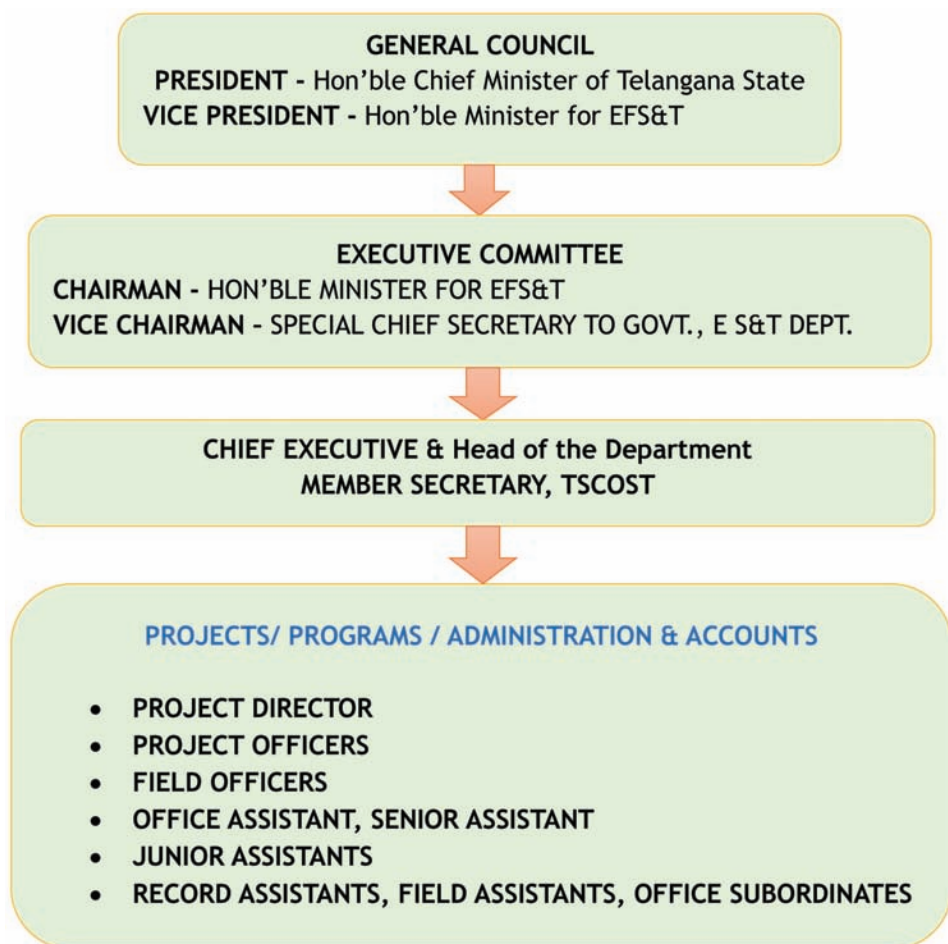 GENERAL COUNCIL
PRESIDENT - Hon'ble Chief Minister of Telangana State
VICE PRESIDENT - Hon'ble Minister for EFS&T
EXECUTIVE COMMITTEE
CHAIRMAN - HON'BLE MINISTER FOR EFS&T
VICE CHAIRMAN - SPECIAL CHIEF SECRETARY TO GOVT., E S&T DEPT.
CHIEF EXECUTIVE & Head of the Department
MEMBER SECRETARY, TSCOST
PROJECTS/ PROGRAMS / ADMINISTRATION & ACCOUNTS
• PROJECT DIRECTOR
• PROJECT OFFICERS
• FIELD OFFICERS
• OFFICE ASSISTANT, SENIOR ASSISTANT
• JUNIOR ASSISTANTS
• RECORD ASSISTANTS, FIELD ASSISTANTS, OFFICE SUBORDINATES